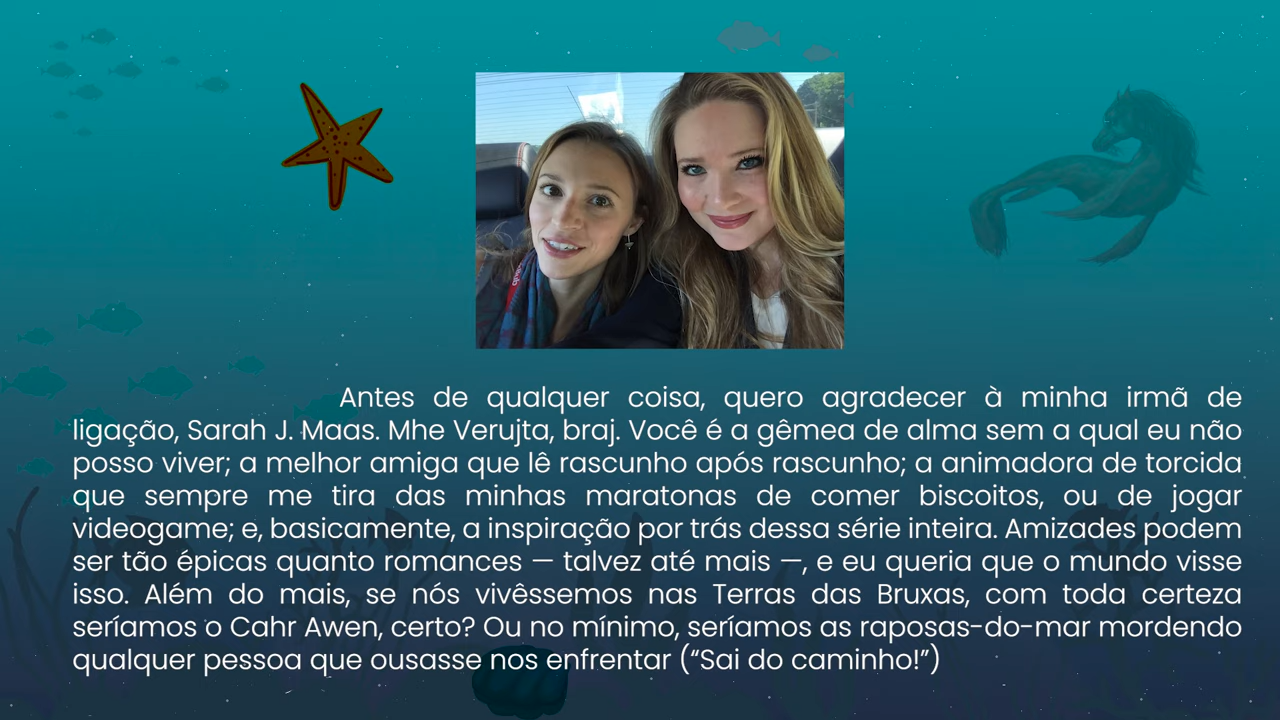 Antes de qualquer coisa, quero agradecer à minha irmã de
ligação, Sarah J. Maas. Mhe Verujta, braj. Você é a gêmea de alma sem a qual eu não
posso viver; a melhor amiga que lê rascunho após rascunho; a animadora de torcida
que sempre me tira das minhas maratonas de comer biscoitos, ou de jogar
videogame; e, basicamente, a inspiração por trás dessa série inteira. Amizades podem
ser tão épicas quanto romances — talvez até mais —, e eu queria que o mundo visse
isso. Além do mais, se nós vivêssemos nas Terras das Bruxas, com toda certeza
seríamos o Cahr Awen, certo? Ou no mínimo, seríamos as raposas-do-mar mordendo
qualquer pessoa que ousasse nos enfrentar (“Sai do caminho!”)